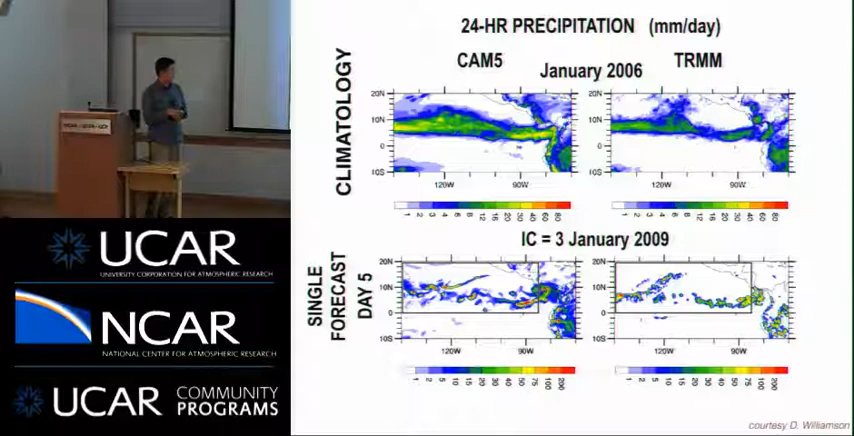 24-HR PRECIPITATION (mm/day)
CAM5
TRMM
January 2006
CLIMATOLOGY
20N
10N
0
10S
120W
90W
1 2 3 4 6 8 12 16 20 30 40 60 80
20N
10N
0
10S
120W
90W
1 2 3 4 6 8 12 16 20 30 40 60 80
IC = 3 January 2009
SINGLE
FORECAST
DAY 5
20N
10N
0
10S
120W
90W
1 2 5 10 15 20 30 40 50 75 100 200
20N
10N
0
10S
120W
90W
1 2 5 10 15 20 30 40 50 75 100 200
courtesy D. Williamson
UCAR
UNIVERSITY CORPORATION FOR ATMOSPHERIC RESEARCH
NCAR
NATIONAL CENTER FOR ATMOSPHERIC RESEARCH
UCAR
COMMUNITY
PROGRAMS